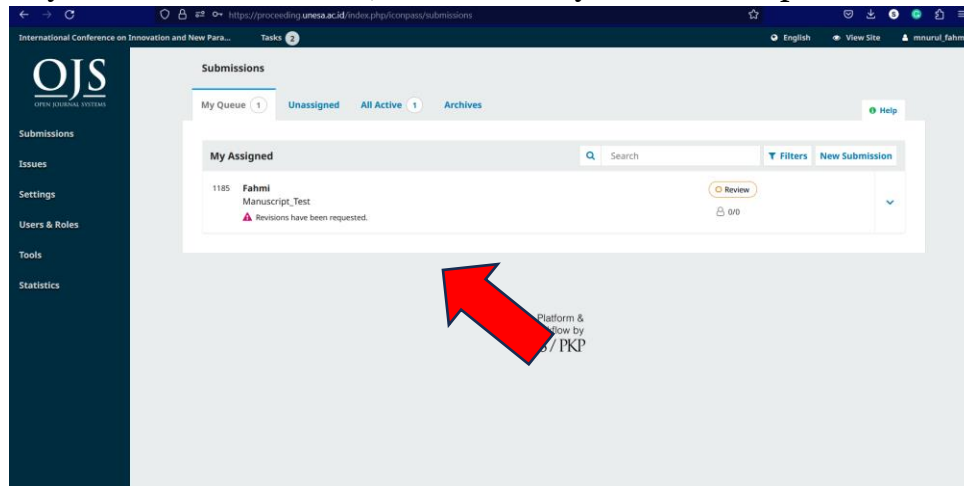 https://proceeding.unesa.ac.id/index.php/iconpass/submissions
International Conference on Innovation and New Para... Tasks 2 English View Site mnurul_fahm
OJS
OPEN JOURNAL SYSTEMS
Submissions
Issues
Settings
Users & Roles
Tools
Statistics
Submissions
My Queue 1 Unassigned All Active 1 Archives
Help
My Assigned Search Filters New Submission
1185 Fahmi
Manuscript_Test
Revisions have been requested.
Review
0/0
Platform &
by
/ PKP